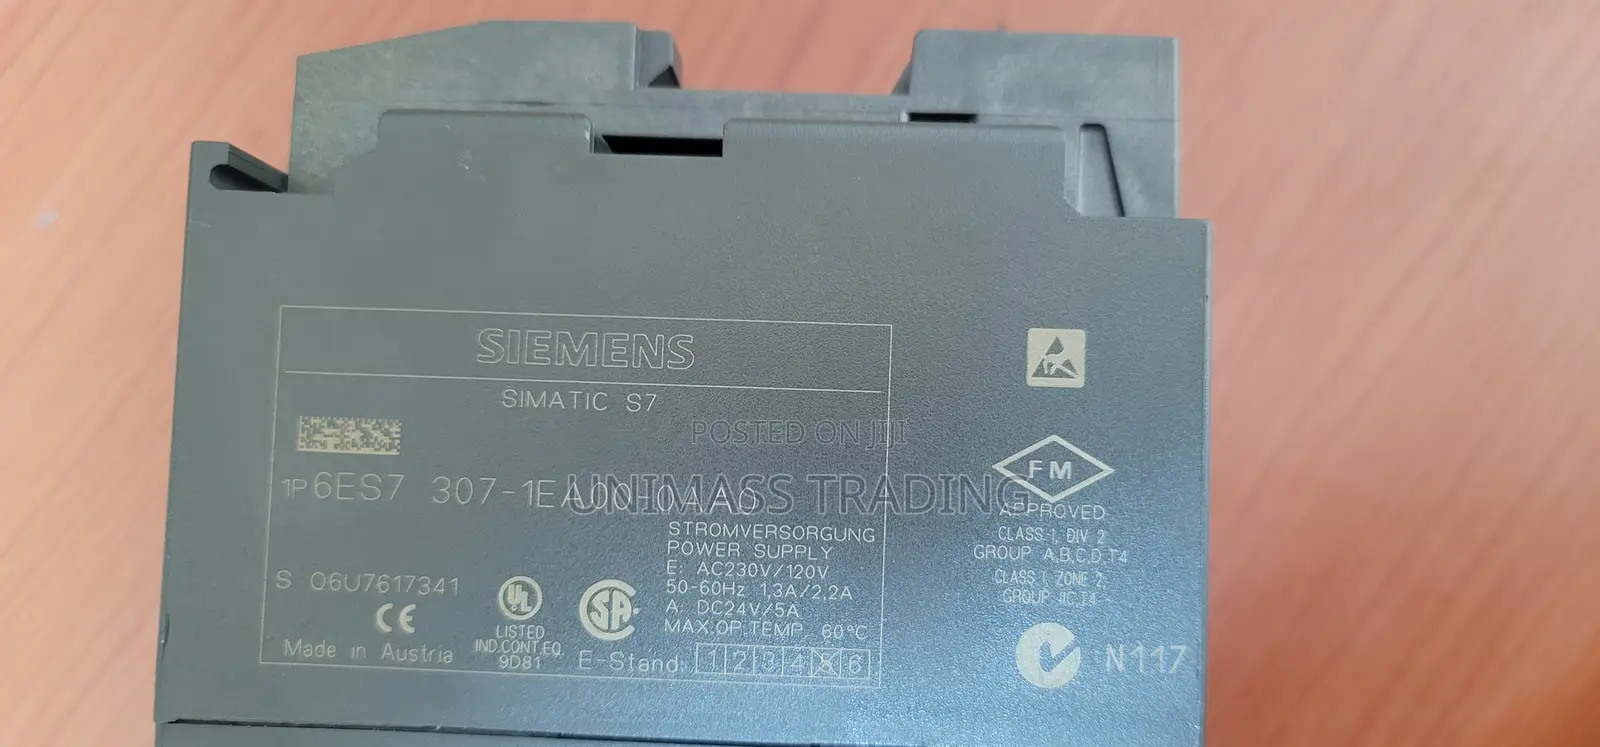 SIEMENS
SIMATIC S7
POSTED ON JIJI
UNIMASS TRADING
1P 6ES7 307-1EA00-0AA0
STROMVERSORGUNG
POWER SUPPLY
E: AC230V/120V
50-60Hz 1,3A/2,2A
A: DC24V/5A
MAX.OP.TEMP. 60°C
S 06U7617341
CE
Made in Austria
UL
LISTED
IND.CONT.EQ.
9D81
SA
E-Stand: 1 2 3 4 X 6
FM
APPROVED
CLASS I, DIV 2,
GROUP A,B,C,D,T4
CLASS I ZONE 2,
GROUP IIC,T4
N117